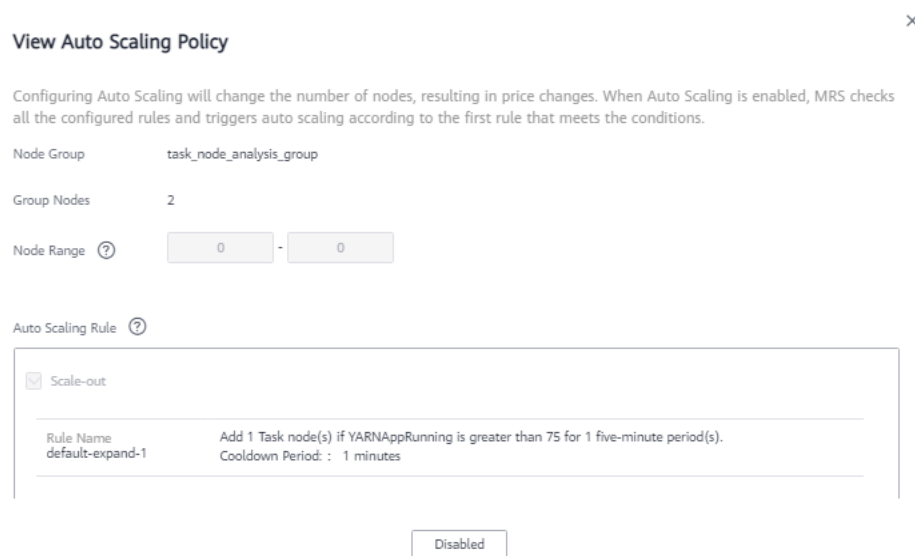 View Auto Scaling Policy
Configuring Auto Scaling will change the number of nodes, resulting in price changes. When Auto Scaling is enabled, MRS checks
all the configured rules and triggers auto scaling according to the first rule that meets the conditions.
Node Group task_node_analysis_group
Group Nodes 2
Node Range ? 0 - 0
Auto Scaling Rule ?
Scale-out
Rule Name Add 1 Task node(s) if YARNAppRunning is greater than 75 for 1 five-minute period(s).
default-expand-1 Cooldown Period: : 1 minutes
Disabled